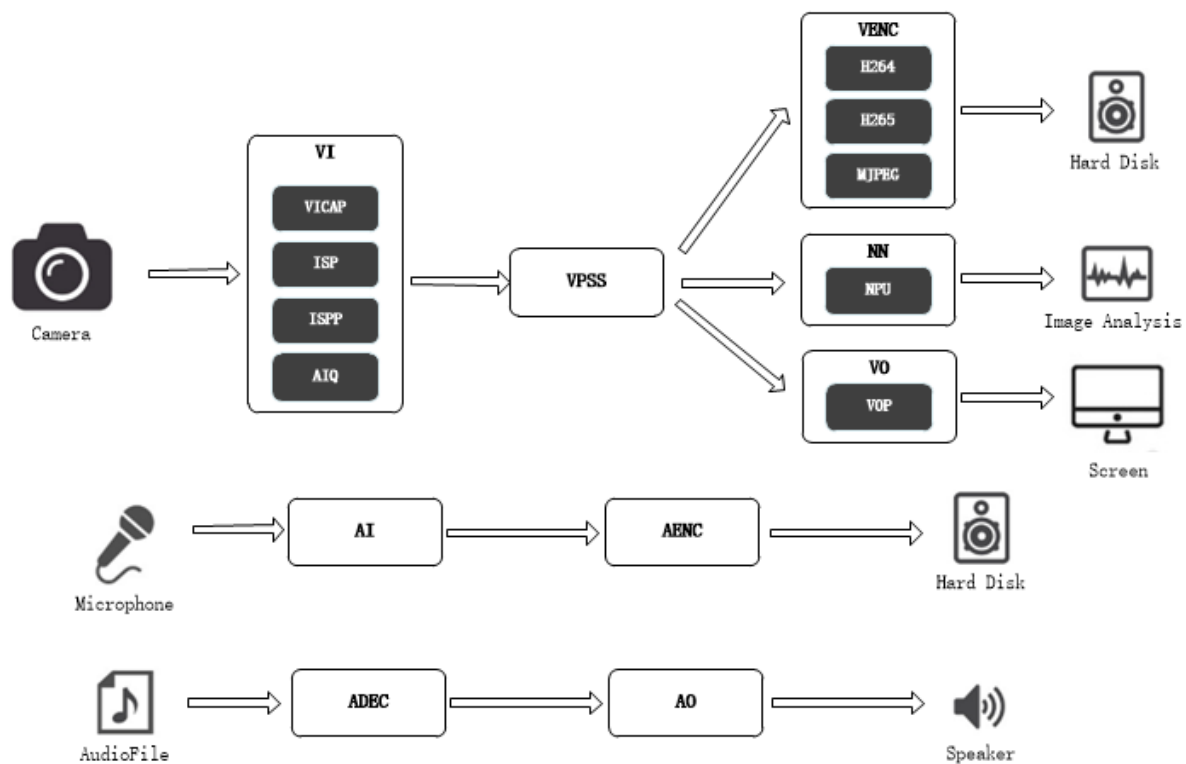 VENC
H264
H265
MJPEG
Hard Disk
VI
VICAP
ISP
ISPP
AIQ
Camera
VPSS
NN
NPU
Image Analysis
VO
VOP
Screen
Microphone
AI
AENC
Hard Disk
AudioFile
ADEC
AO
Speaker